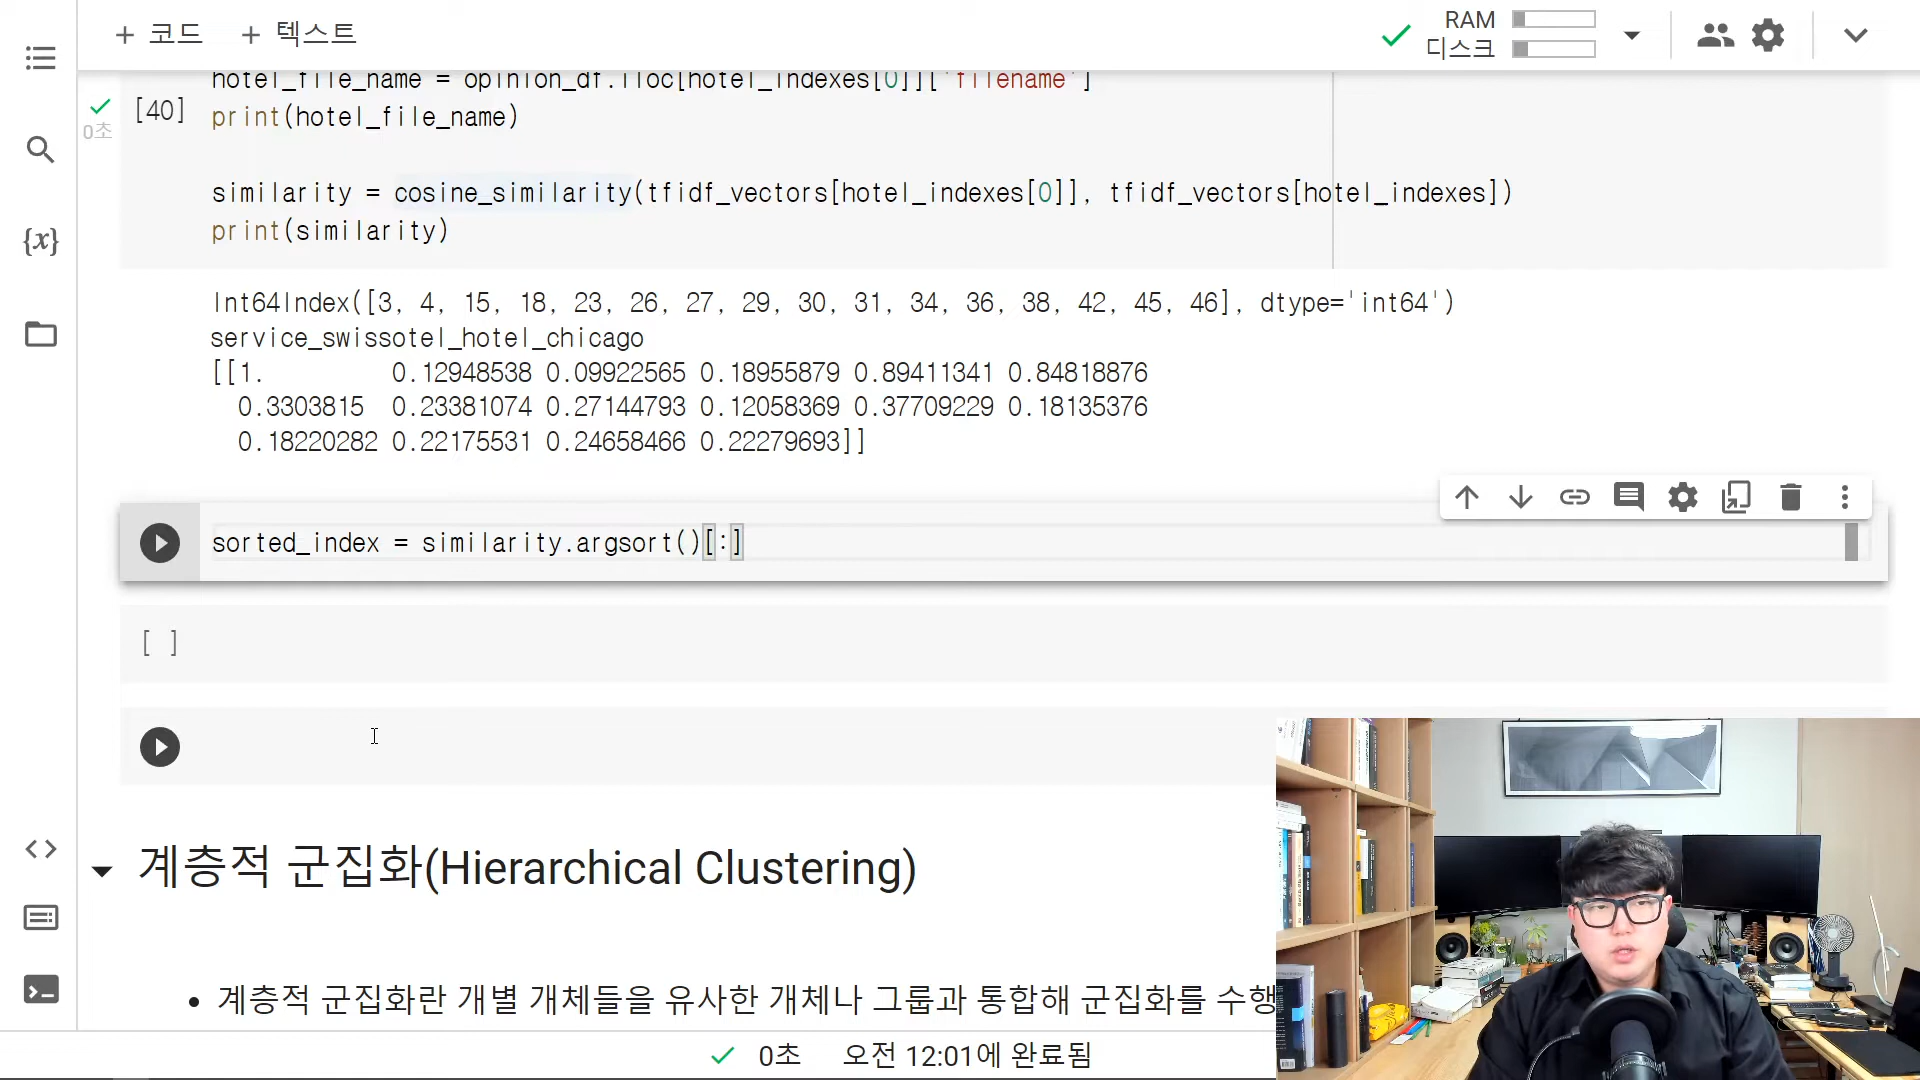 + 코드 + 텍스트
RAM
디스크
hotel_file_name = opinion_df.iloc[hotel_indexes[0]]['filename']
0초
[40]
print(hotel_file_name)
similarity = cosine_similarity(tfidf_vectors[hotel_indexes[0]], tfidf_vectors[hotel_indexes])
print(similarity)
{x}
Int64Index([3, 4, 15, 18, 23, 26, 27, 29, 30, 31, 34, 36, 38, 42, 45, 46], dtype='int64')
service_swissotel_hotel_chicago
[[1. 0.12948538 0.09922565 0.18955879 0.89411341 0.84818876
0.3303815 0.23381074 0.27144793 0.12058369 0.37709229 0.18135376
0.18220282 0.22175531 0.24658466 0.22279693]]
sorted_index = similarity.argsort()[:]
[ ]
계층적 군집화(Hierarchical Clustering)
• 계층적 군집화란 개별 개체들을 유사한 개체나 그룹과 통합해 군집화를 수행
0초 오전 12:01에 완료됨